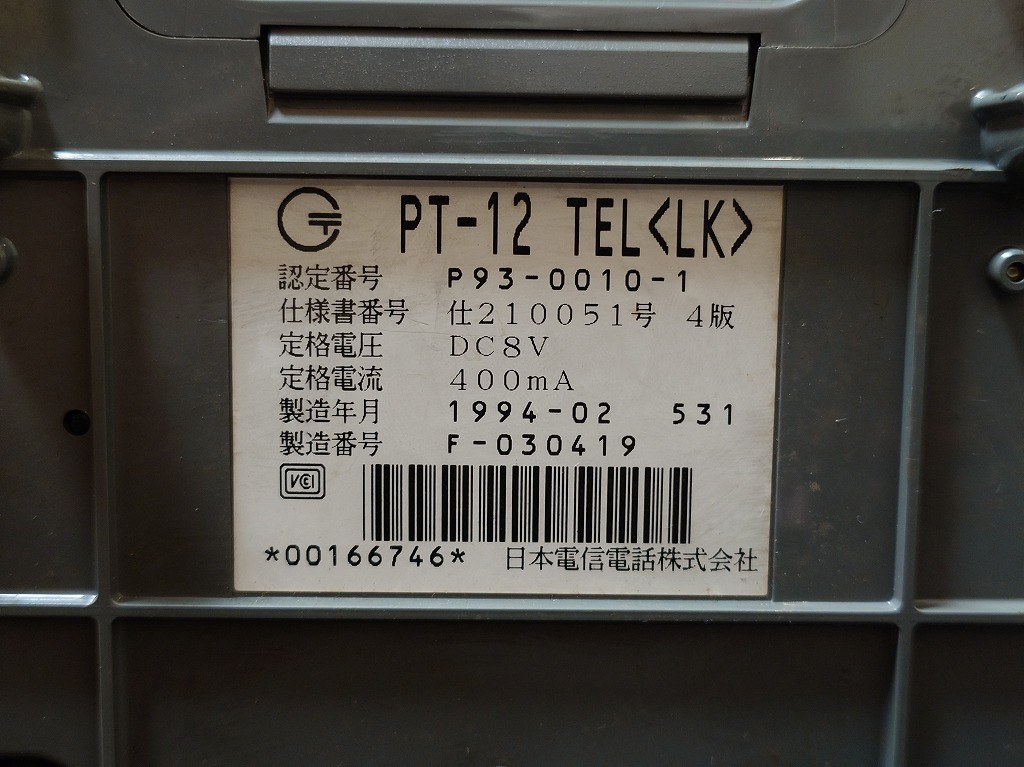 PT-12 TEL<LK>
認定番号 P93-0010-1
仕様書番号 仕210051号 4版
定格電圧 DC8V
定格電流 400mA
製造年月 1994-02 531
製造番号 F-030419
VCCI
*00166746* 日本電信電話株式会社